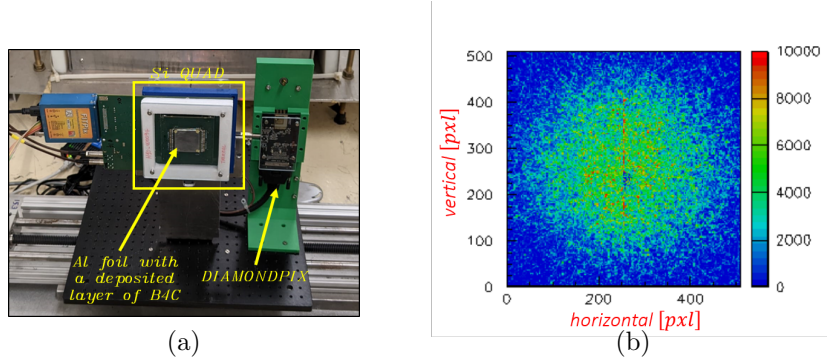 Si QUAD
Al foil with
a deposited
layer of B4C
DIAMONDPIX
(a)
vertical [pxl]
500
400
300
200
100
0
0
200
400
horizontal [pxl]
10000
8000
6000
4000
2000
0
(b)